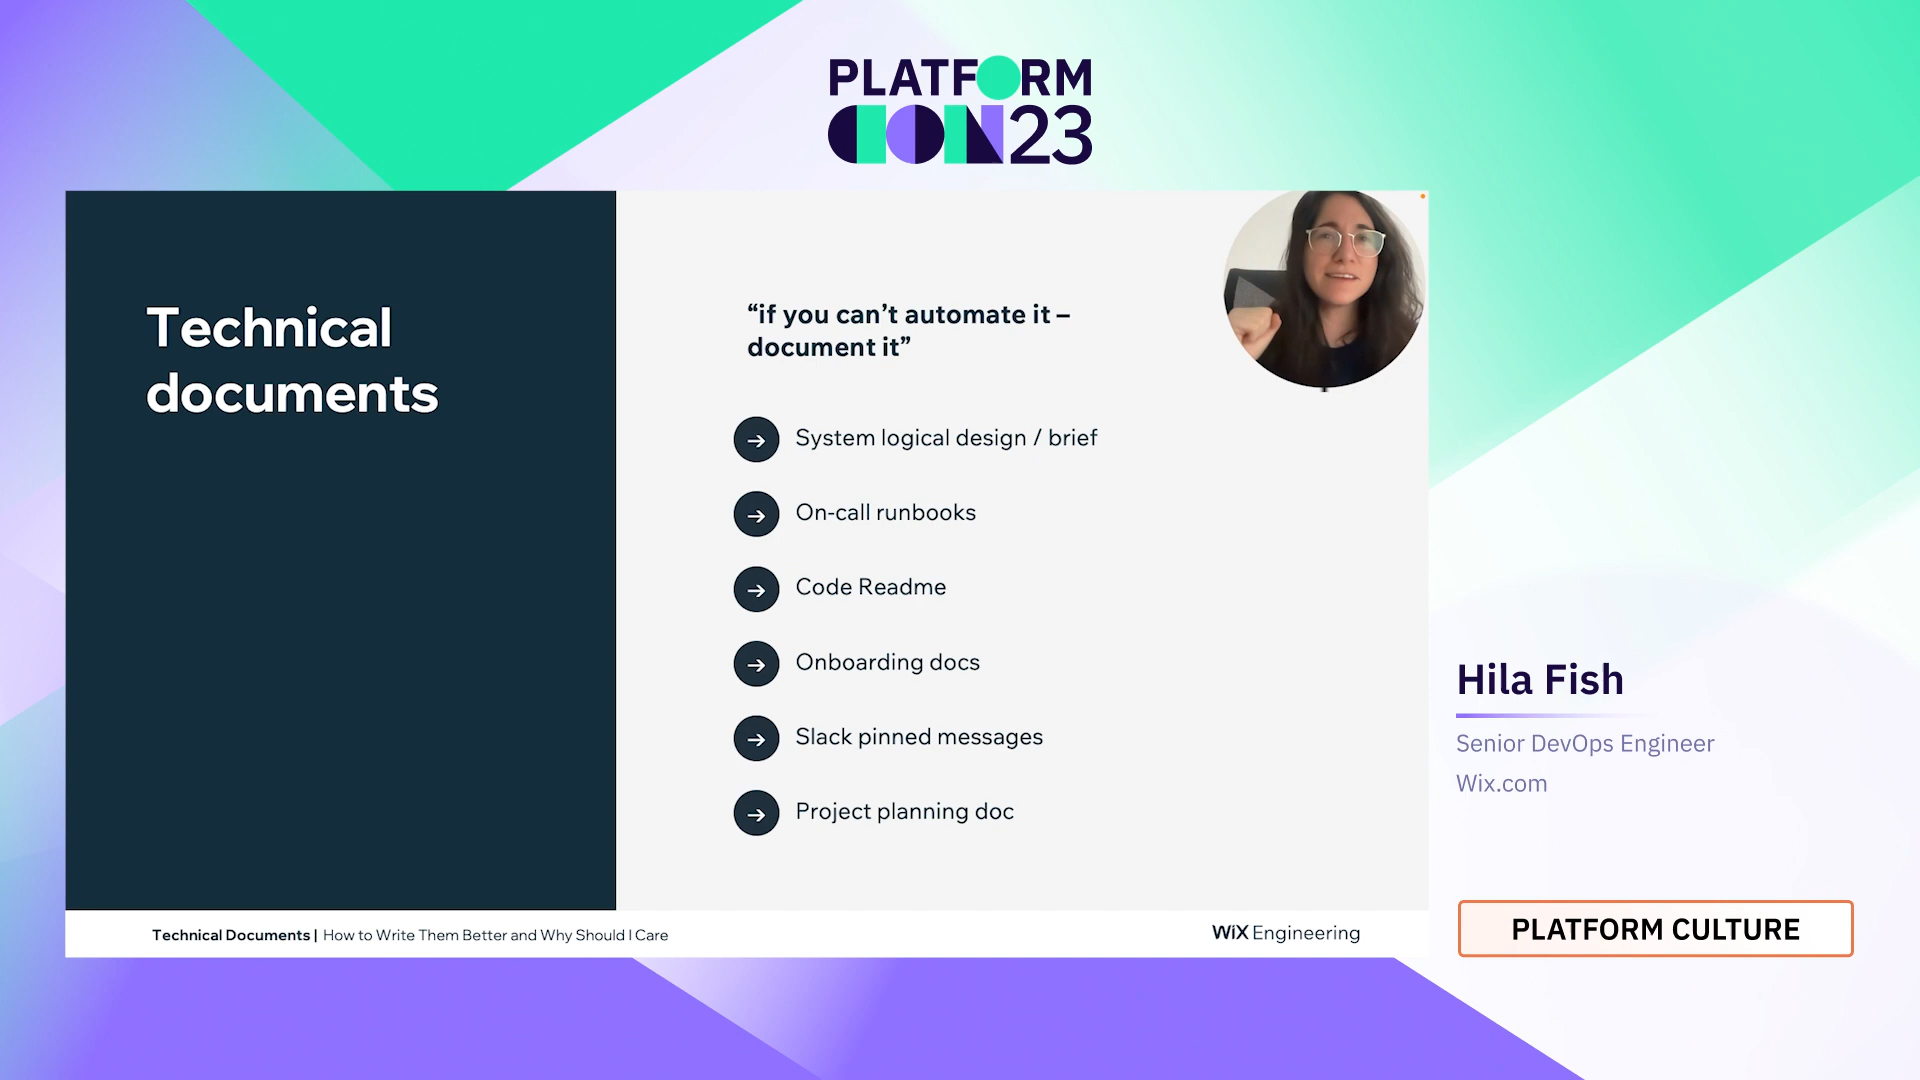 PLATFORM
CON23
Technical
documents
“if you can’t automate it –
document it”
System logical design / brief
On-call runbooks
Code Readme
Onboarding docs
Slack pinned messages
Project planning doc
Technical Documents | How to Write Them Better and Why Should I Care
WiX Engineering
Hila Fish
Senior DevOps Engineer
Wix.com
PLATFORM CULTURE